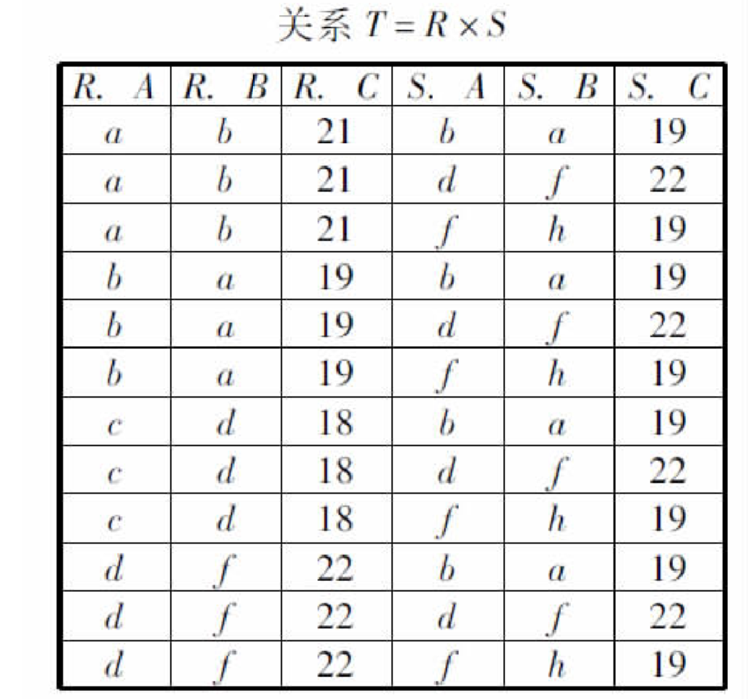 关系 T = R × S
R. A R. B R. C S. A S. B S. C
a b 21 b a 19
a b 21 d f 22
a b 21 f h 19
b a 19 b a 19
b a 19 d f 22
b a 19 f h 19
c d 18 b a 19
c d 18 d f 22
c d 18 f h 19
d f 22 b a 19
d f 22 d f 22
d f 22 f h 19